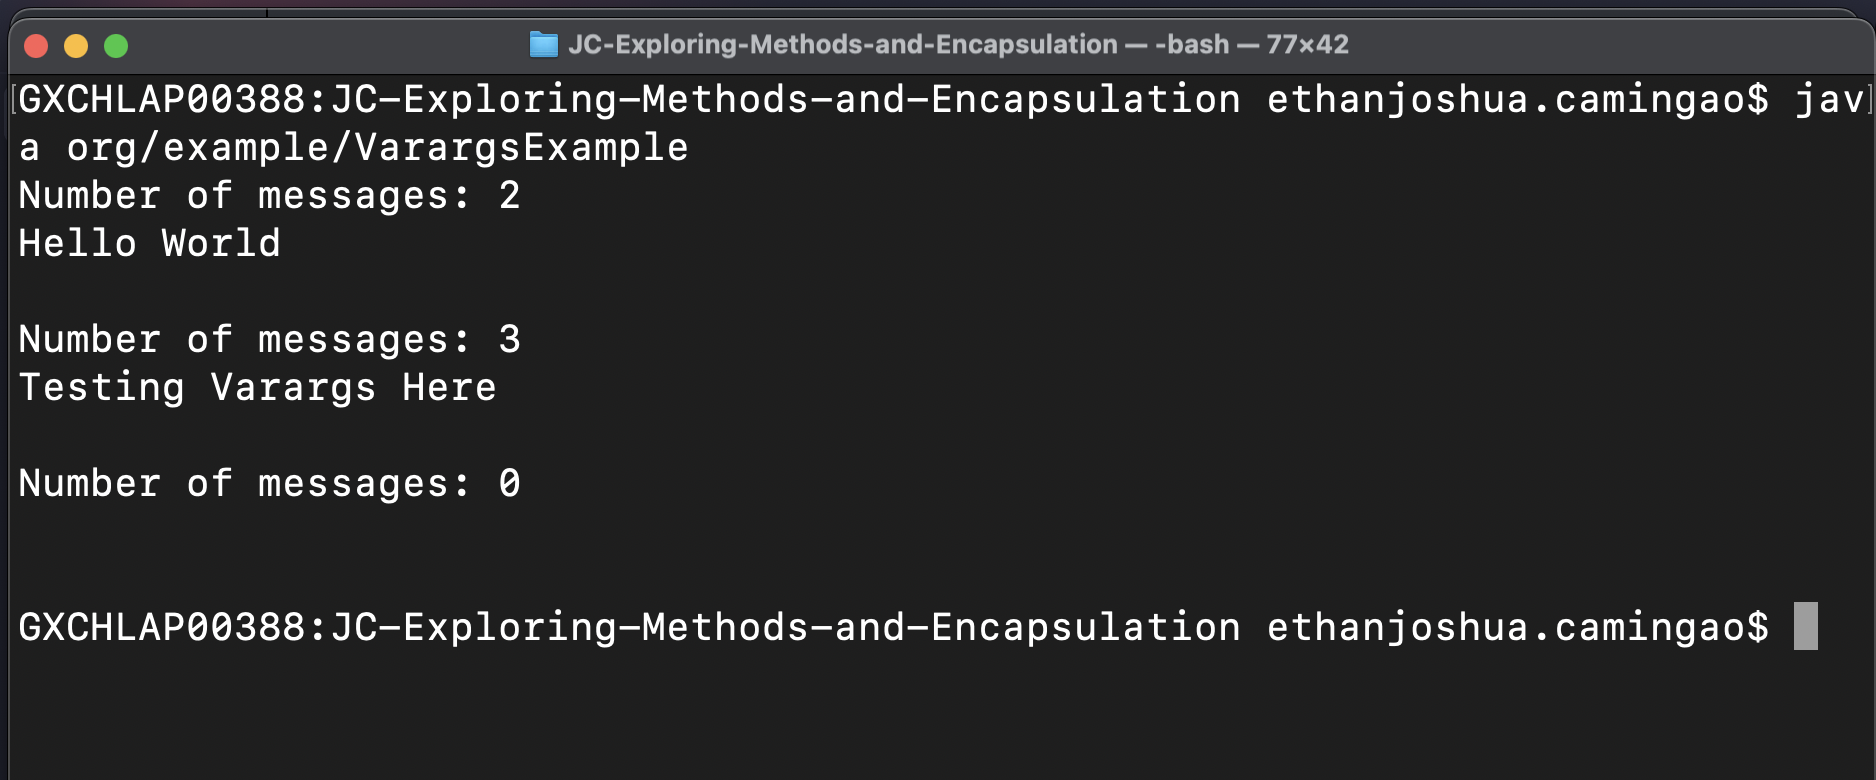 JC-Exploring-Methods-and-Encapsulation — -bash — 77×42
[GXCHLAP00388:JC-Exploring-Methods-and-Encapsulation ethanjoshua.camingao$ jav]
a org/example/VarargsExample
Number of messages: 2
Hello World
Number of messages: 3
Testing Varargs Here
Number of messages: 0
GXCHLAP00388:JC-Exploring-Methods-and-Encapsulation ethanjoshua.camingao$